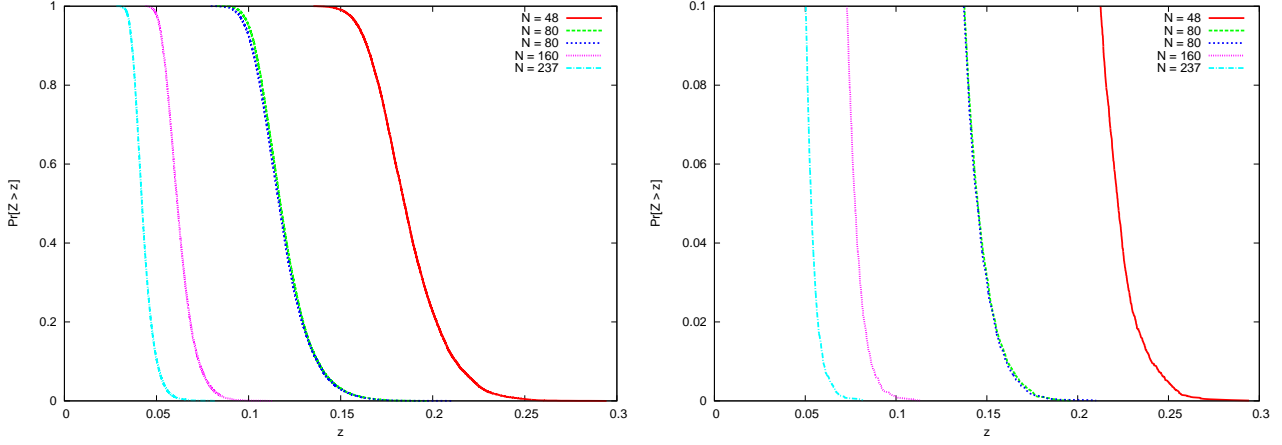 Pr[Z > z]
1
0.8
0.6
0.4
0.2
0
0
0.05
0.1
0.15
0.2
0.25
0.3
z
N = 48
N = 80
N = 80
N = 160
N = 237
Pr[Z > z]
0.1
0.08
0.06
0.04
0.02
0
0.05
0.1
0.15
0.2
0.25
0.3
z
N = 48
N = 80
N = 80
N = 160
N = 237